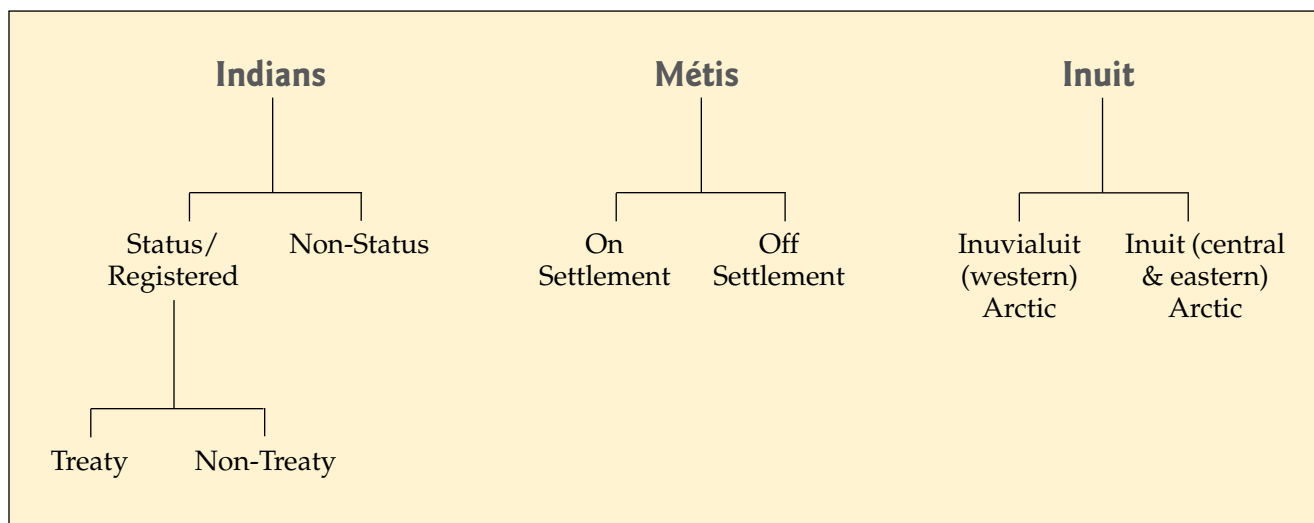 Indians
Métis
Inuit
Status/
Registered
Non-Status
On
Settlement
Off
Settlement
Inuvialuit
(western)
Arctic
Inuit (central
& eastern)
Arctic
Treaty
Non-Treaty